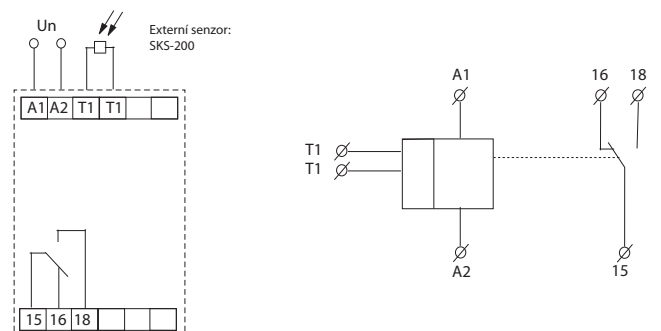 Un
Externí senzor:
SKS-200
A1 A2 T1 T1
15 16 18
A1
16 18
T1
T1
A2
15